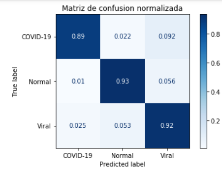 Matriz de confusion normalizada
COVID-19 0.89 0.022 0.092
Normal 0.01 0.93 0.056
Viral 0.025 0.053 0.92
COVID-19 Normal Viral
Predicted label
True label
0.8
0.6
0.4
0.2